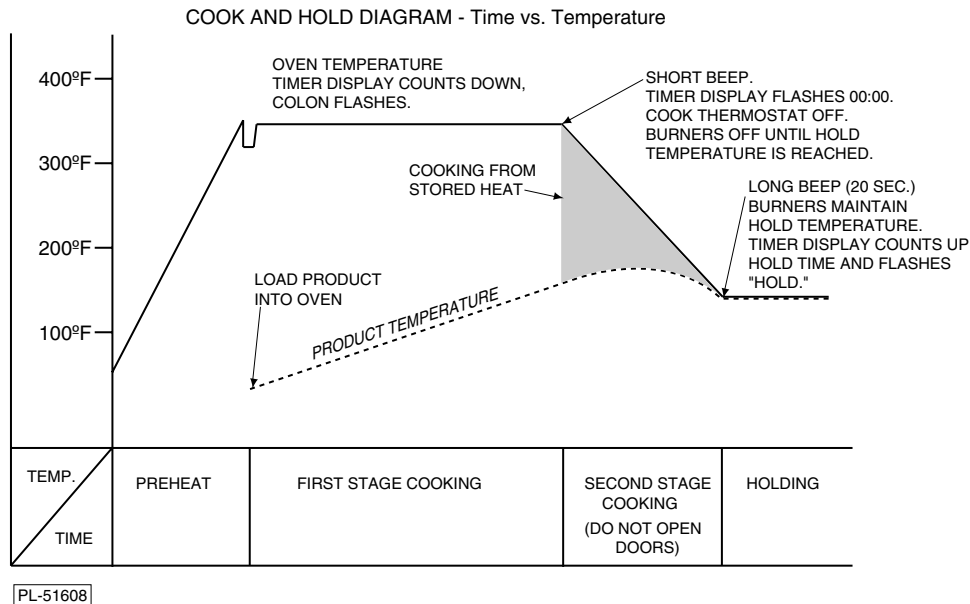 COOK AND HOLD DIAGRAM - Time vs. Temperature
400ºF
300ºF
200ºF
100ºF
OVEN TEMPERATURE
TIMER DISPLAY COUNTS DOWN,
COLON FLASHES.
SHORT BEEP.
TIMER DISPLAY FLASHES 00:00.
COOK THERMOSTAT OFF.
BURNERS OFF UNTIL HOLD
TEMPERATURE IS REACHED.
COOKING FROM
STORED HEAT
LONG BEEP (20 SEC.)
BURNERS MAINTAIN
HOLD TEMPERATURE.
TIMER DISPLAY COUNTS UP
HOLD TIME AND FLASHES
"HOLD."
LOAD PRODUCT
INTO OVEN
PRODUCT TEMPERATURE
TEMP.
TIME
PREHEAT
FIRST STAGE COOKING
SECOND STAGE
COOKING
(DO NOT OPEN
DOORS)
HOLDING
PL-51608